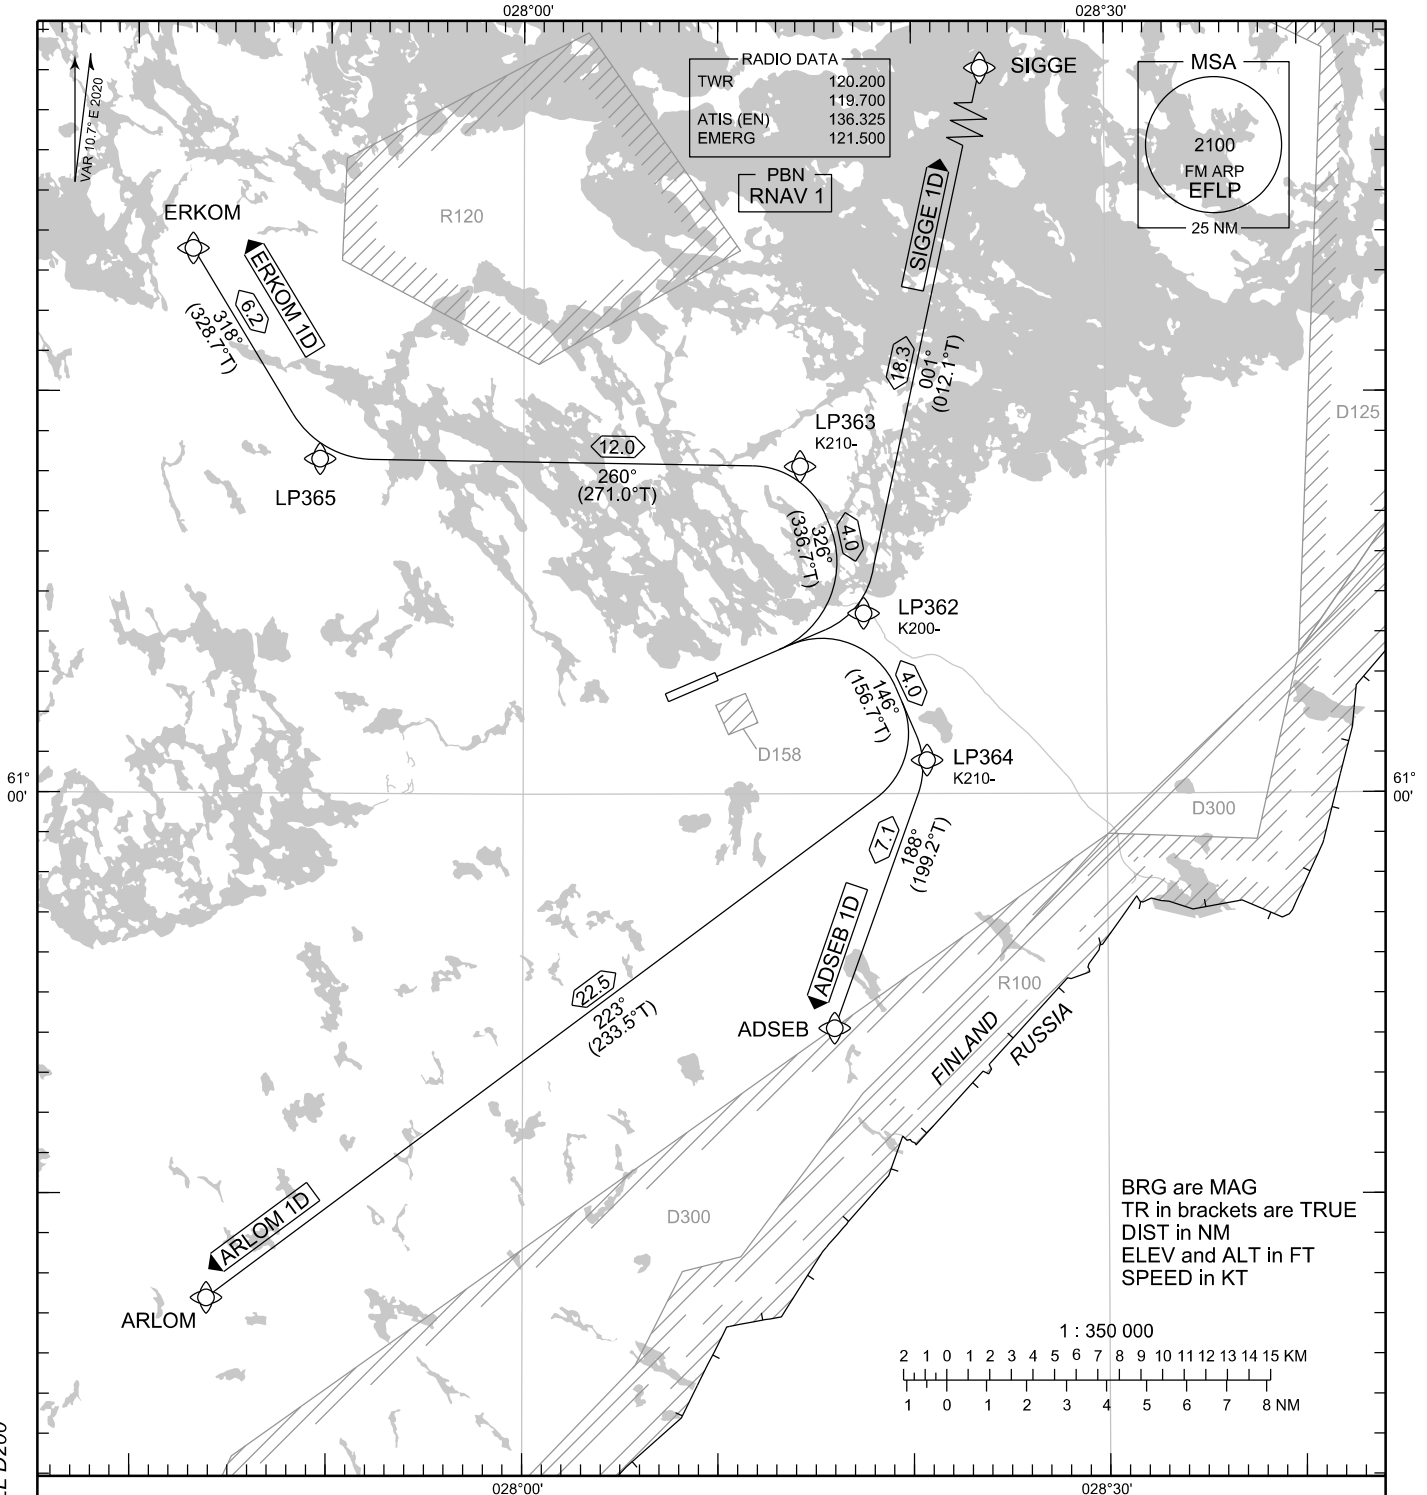 028°00'
028°30'
VAR 10.7° E 2020
RADIO DATA
TWR 120.200
119.700
ATIS (EN) 136.325
EMERG 121.500
PBN
RNAV 1
SIGGE
MSA
2100
FM ARP
EFLP
25 NM
ERKOM
R120
SIGGE 1D
ERKOM 1D
6.2
318°
(328.7°T)
18.3
001°
(012.1°T)
D125
LP363
K210-
12.0
260°
(271.0°T)
LP365
326°
(336.7°T)
4.0
LP362
K200-
4.0
146°
(156.7°T)
D158
LP364
K210-
61°
00'
61°
00'
D300
7.1
188°
(199.2°T)
ADSEB 1D
22.5
223°
(233.5°T)
R100
ADSEB
FINLAND
RUSSIA
ARLOM 1D
D300
ARLOM
BRG are MAG
TR in brackets are TRUE
DIST in NM
ELEV and ALT in FT
SPEED in KT
1 : 350 000
2 1 0 1 2 3 4 5 6 7 8 9 10 11 12 13 14 15 KM
1 0 1 2 3 4 5 6 7 8 NM
028°00'
028°30'